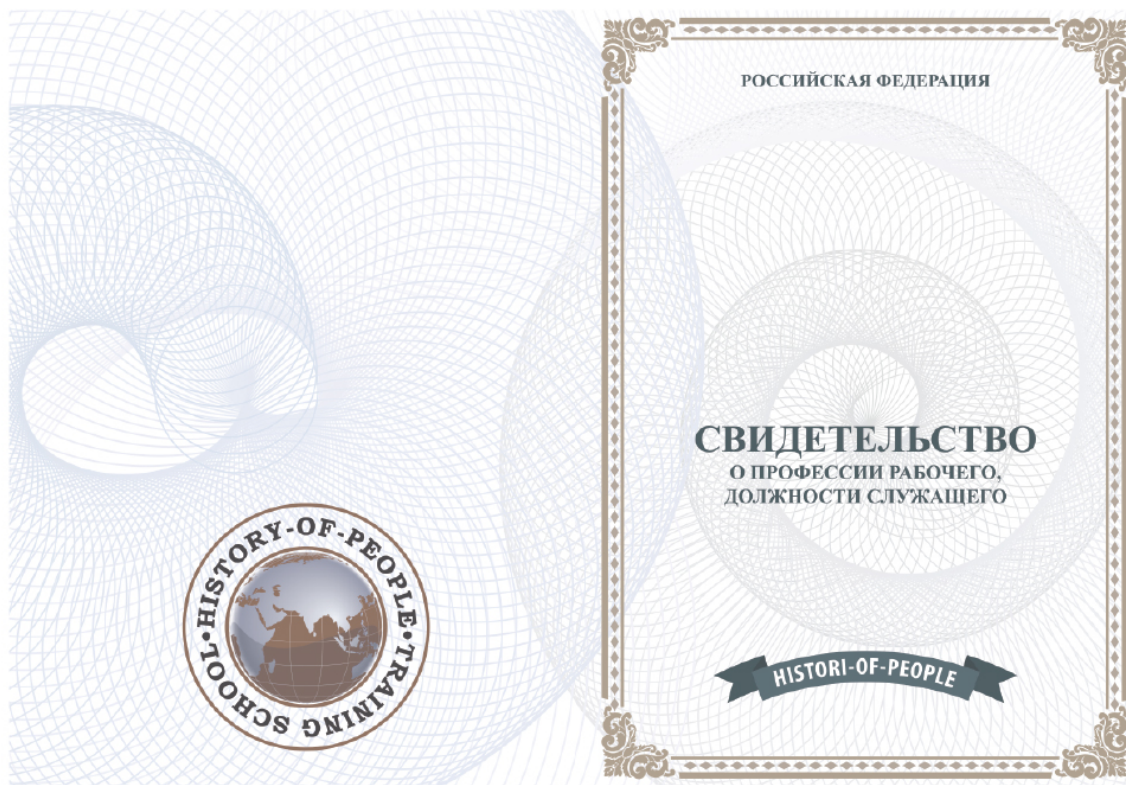 РОССИЙСКАЯ ФЕДЕРАЦИЯ
СВИДЕТЕЛЬСТВО
О ПРОФЕССИИ РАБОЧЕГО,
ДОЛЖНОСТИ СЛУЖАЩЕГО
HISTORI-OF-PEOPLE
HISTORY-OF-PEOPLE•TRAINING SCHOOL•